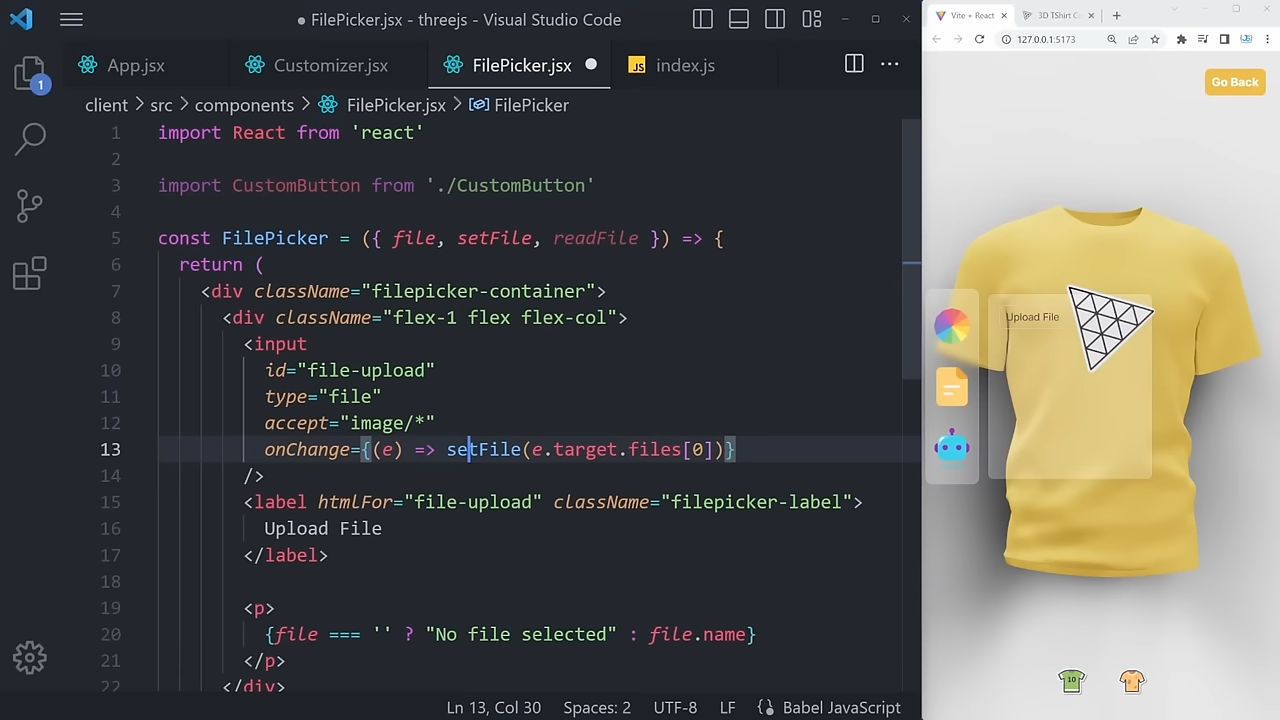 FilePicker.jsx - threejs - Visual Studio Code
App.jsx
Customizer.jsx
FilePicker.jsx
JS index.js
1
client > src > components > FilePicker.jsx > FilePicker
1 import React from 'react'
2
3 import CustomButton from './CustomButton'
4
5 const FilePicker = ({ file, setFile, readFile }) => {
6 return (
7 <div className="filepicker-container">
8 <div className="flex-1 flex flex-col">
9 <input
10 id="file-upload"
11 type="file"
12 accept="image/*"
13 onChange={(e) => setFile(e.target.files[0])}
14 />
15 <label htmlFor="file-upload" className="filepicker-label">
16 Upload File
17 </label>
18
19 <p>
20 {file === '' ? "No file selected" : file.name}
21 </p>
22 </div>
Ln 13, Col 30
Spaces: 2
UTF-8
LF
Babel JavaScript
Vite + React
3D TShirt C
127.0.0.1:5173
Go Back
Upload File
10